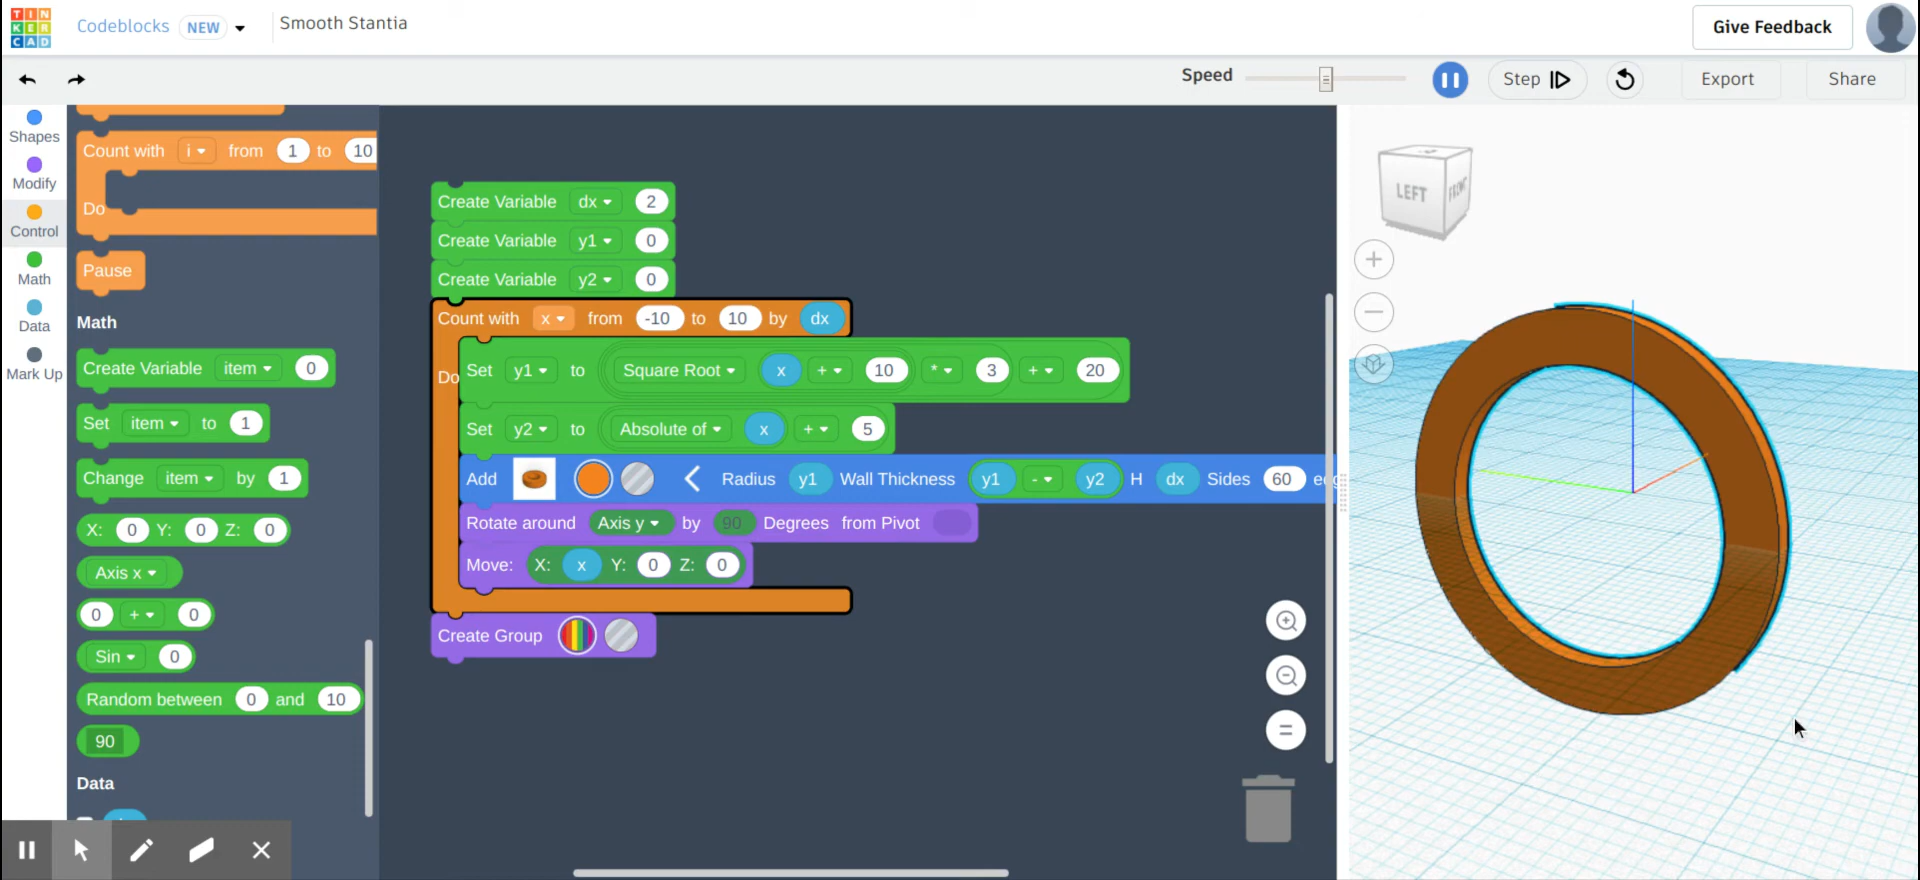 TIN
KER
CAD
Codeblocks NEW Smooth Stantia Give Feedback
Speed Step Export Share
Shapes
Modify
Control
Math
Data
Mark Up
Count with i from 1 to 10
Do
Pause
Math
Create Variable item 0
Set item to 1
Change item by 1
X: 0 Y: 0 Z: 0
Axis x
0 + 0
Sin 0
Random between 0 and 10
90
Data
Create Variable dx 2
Create Variable y1 0
Create Variable y2 0
Count with x from -10 to 10 by dx
Do Set y1 to Square Root x + 10 * 3 + 20
Set y2 to Absolute of x + 5
Add Radius y1 Wall Thickness y1 - y2 H dx Sides 60
Rotate around Axis y by 90 Degrees from Pivot
Move: X: x Y: 0 Z: 0
Create Group
LEFT FRONT